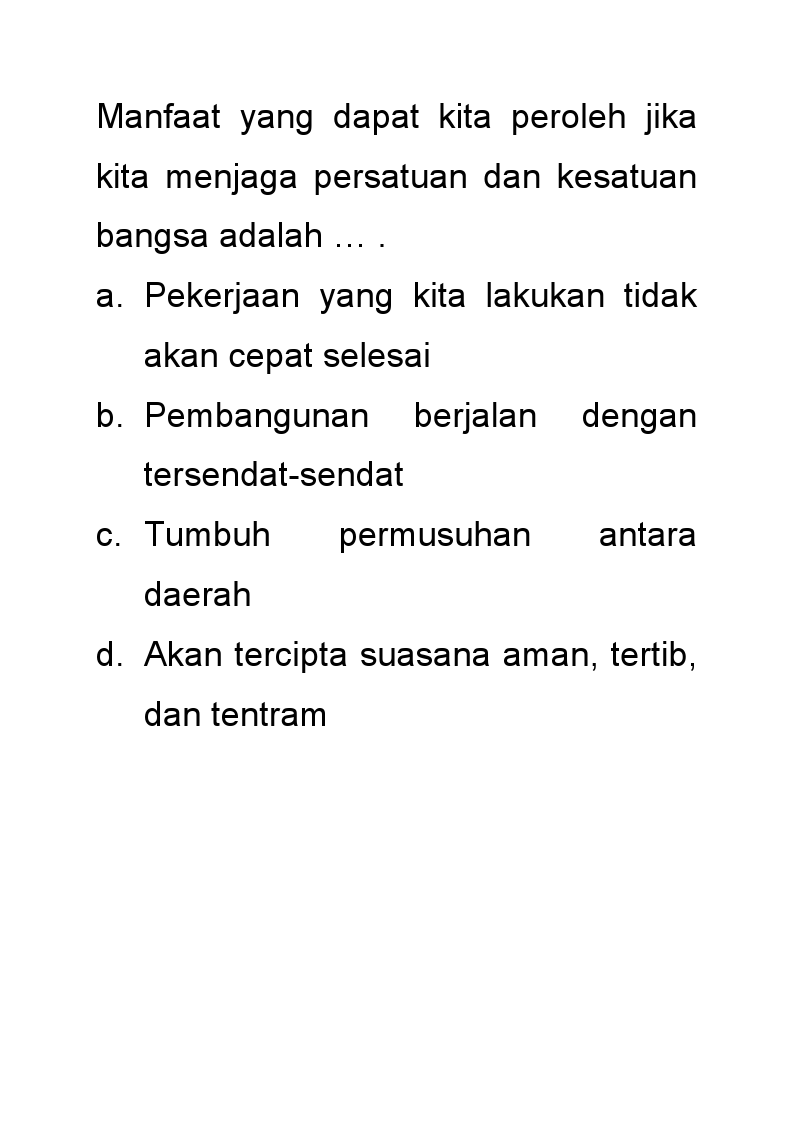 Manfaat yang dapat kita peroleh jika
kita menjaga persatuan dan kesatuan
bangsa adalah … .
a. Pekerjaan yang kita lakukan tidak
akan cepat selesai
b. Pembangunan berjalan dengan
tersendat-sendat
c. Tumbuh permusuhan antara
daerah
d. Akan tercipta suasana aman, tertib,
dan tentram